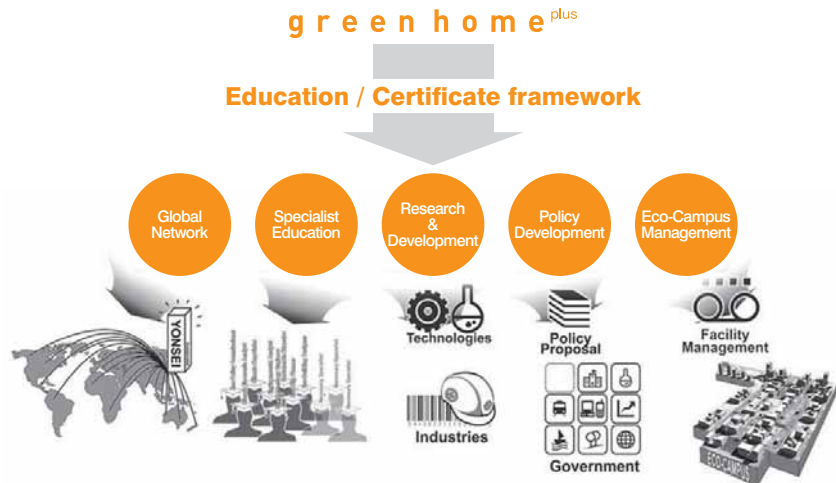 greenhome plus
Education / Certificate framework
Global
Network
Specialist
Education
Research
&
Development
Policy
Development
Eco-Campus
Management
YONSEI
Technologies
Industries
Policy
Proposal
Government
Facility
Management
ECO-CAMPUS